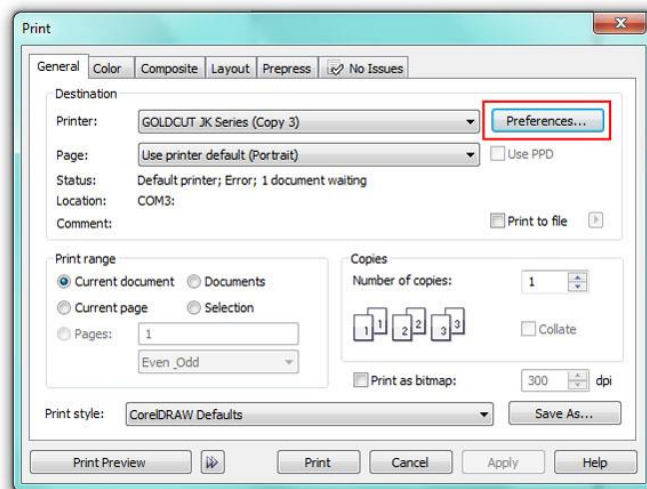 Print
General Color Composite Layout Prepress No Issues
Destination
Printer: GOLDCUT JK Series (Copy 3) Preferences...
Page: Use printer default (Portrait) Use PPD
Status: Default printer; Error; 1 document waiting
Location: COM3:
Comment: Print to file
Print range Copies
Current document Documents Number of copies: 1
Current page Selection
Pages: 1 1 1 2 2 3 3 Collate
Even_Odd
Print as bitmap: 300 dpi
Print style: CorelDRAW Defaults Save As...
Print Preview Print Cancel Apply Help